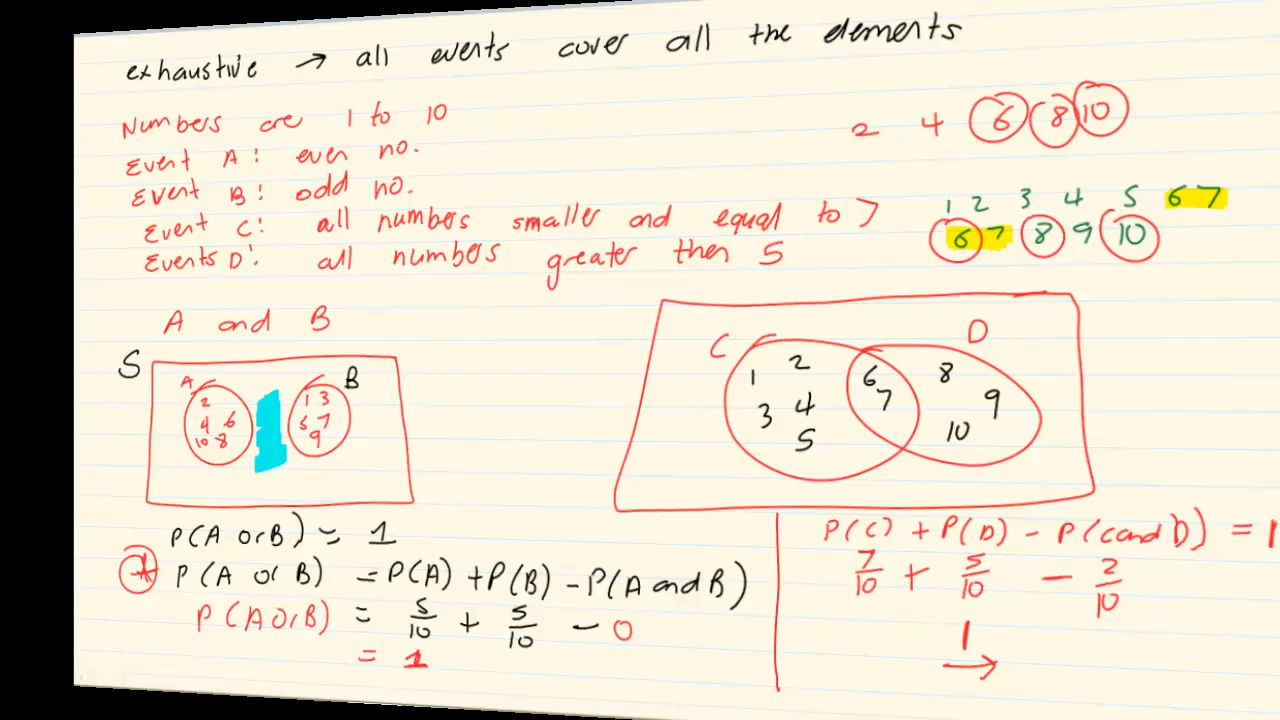 exhaustive → all events cover all the elements
Numbers are 1 to 10
2 4 6 8 10
Event A: even no.
Event B: odd no.
1 2 3 4 5 6 7
Event C: all numbers smaller and equal to 7
6 7 8 9 10
Events D: all numbers greater then 5
A and B
S
A B
2
4 6
10 8
1 3
5 7
9
C D
1 2
3 4
5
6
7
8
9
10
P(A or B) = 1
P(A or B) = P(A) + P(B) - P(A and B)
P(A or B) = 5/10 + 5/10 - 0
= 1
P(C) + P(D) - P(C and D) = 1
7/10 + 5/10 - 2/10
1
→